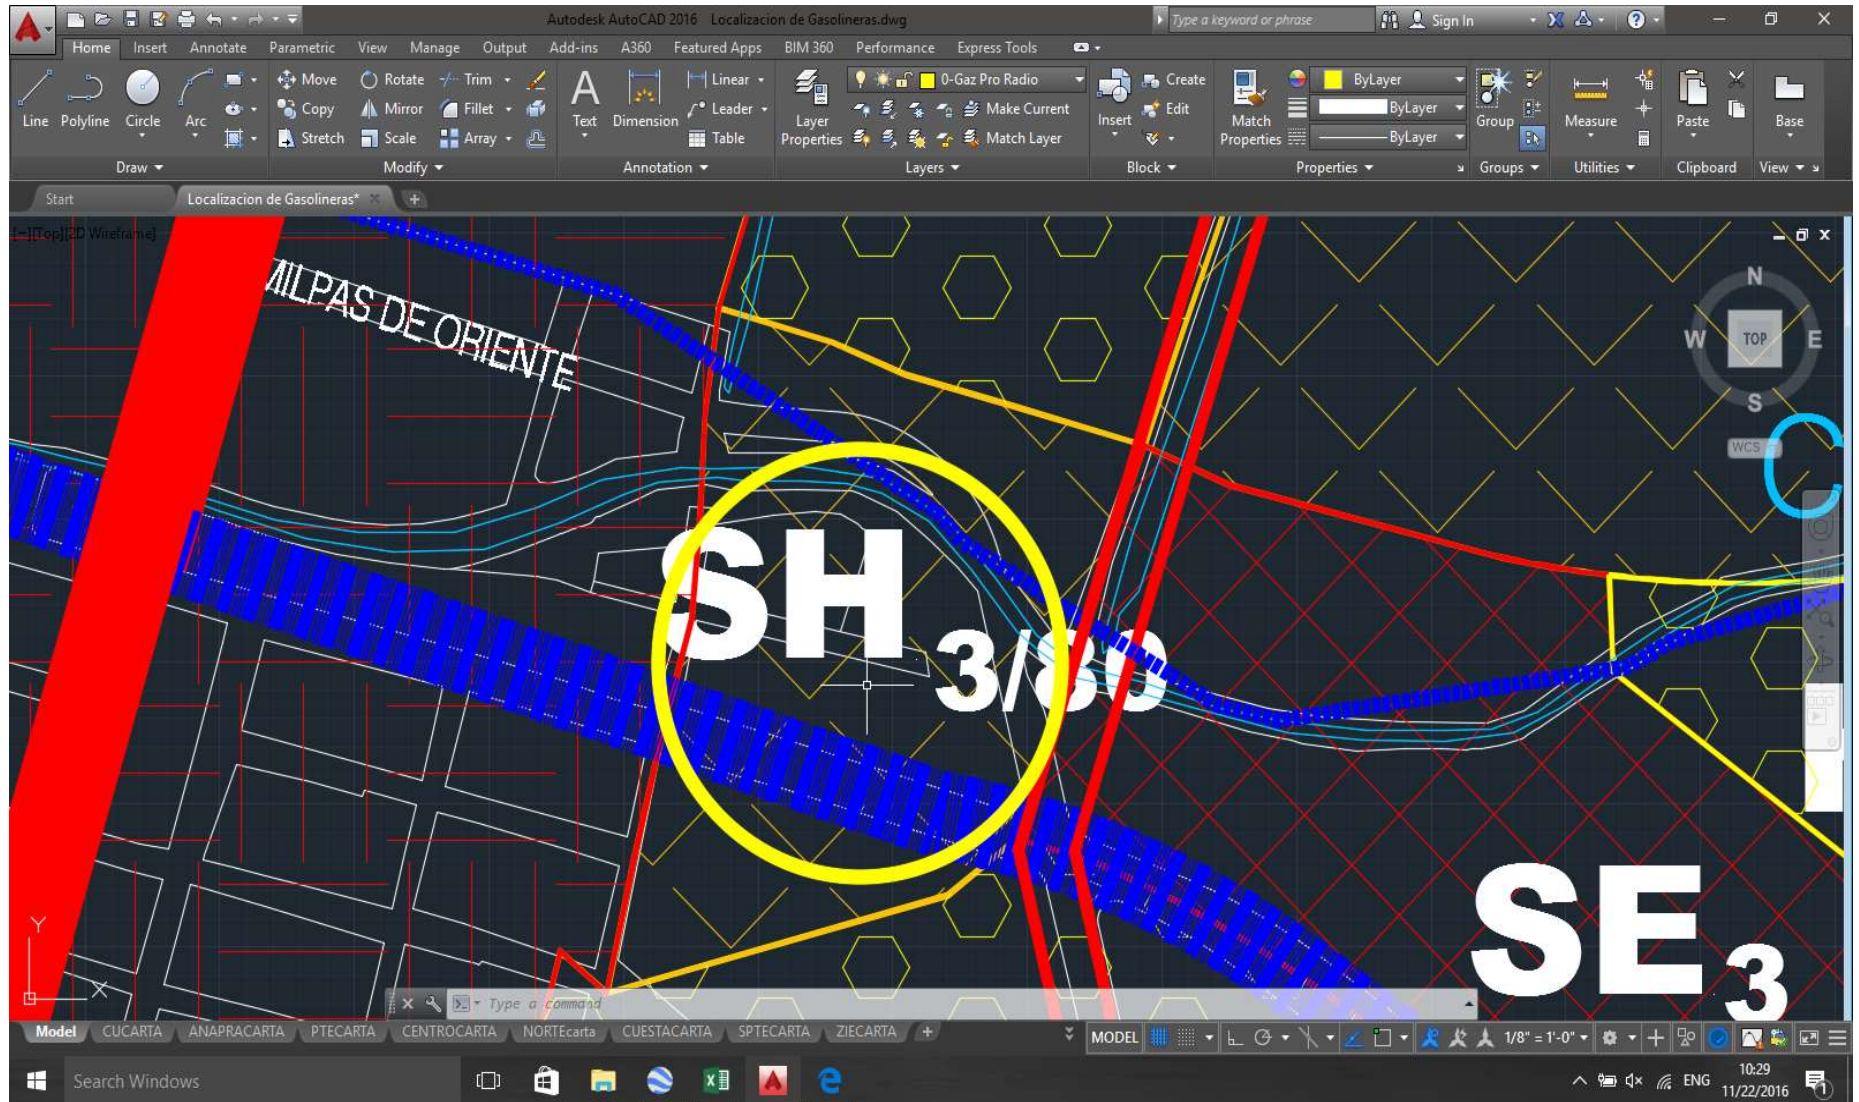 Autodesk AutoCAD 2016 Localizacion de Gasolineras.dwg
Type a keyword or phrase
Sign In
Home Insert Annotate Parametric View Manage Output Add-ins A360 Featured Apps BIM 360 Performance Express Tools
Move Rotate Trim Linear 0-Gaz Pro Radio Create ByLayer
Copy Mirror Fillet Leader Make Current Edit ByLayer
Line Polyline Circle Arc Text Dimension Layer Properties Insert Match Properties Group Measure Paste Base
Stretch Scale Array Table Match Layer ByLayer
Draw Modify Annotation Layers Block Properties Groups Utilities Clipboard View
Start Localizacion de Gasolineras*
[−][Top][2D Wireframe]
MILPAS DE ORIENTE
N
W TOP E
S
WCS
C
SH 3/80
SE 3
Y
X
Type a command
Model CUCARTA ANAPRACARTA PTECARTA CENTROCARTA NORTEcarta CUESTACARTA SPTECARTA ZIECARTA
MODEL 1/8" = 1'-0"
Search Windows
ENG
10:29
11/22/2016
1